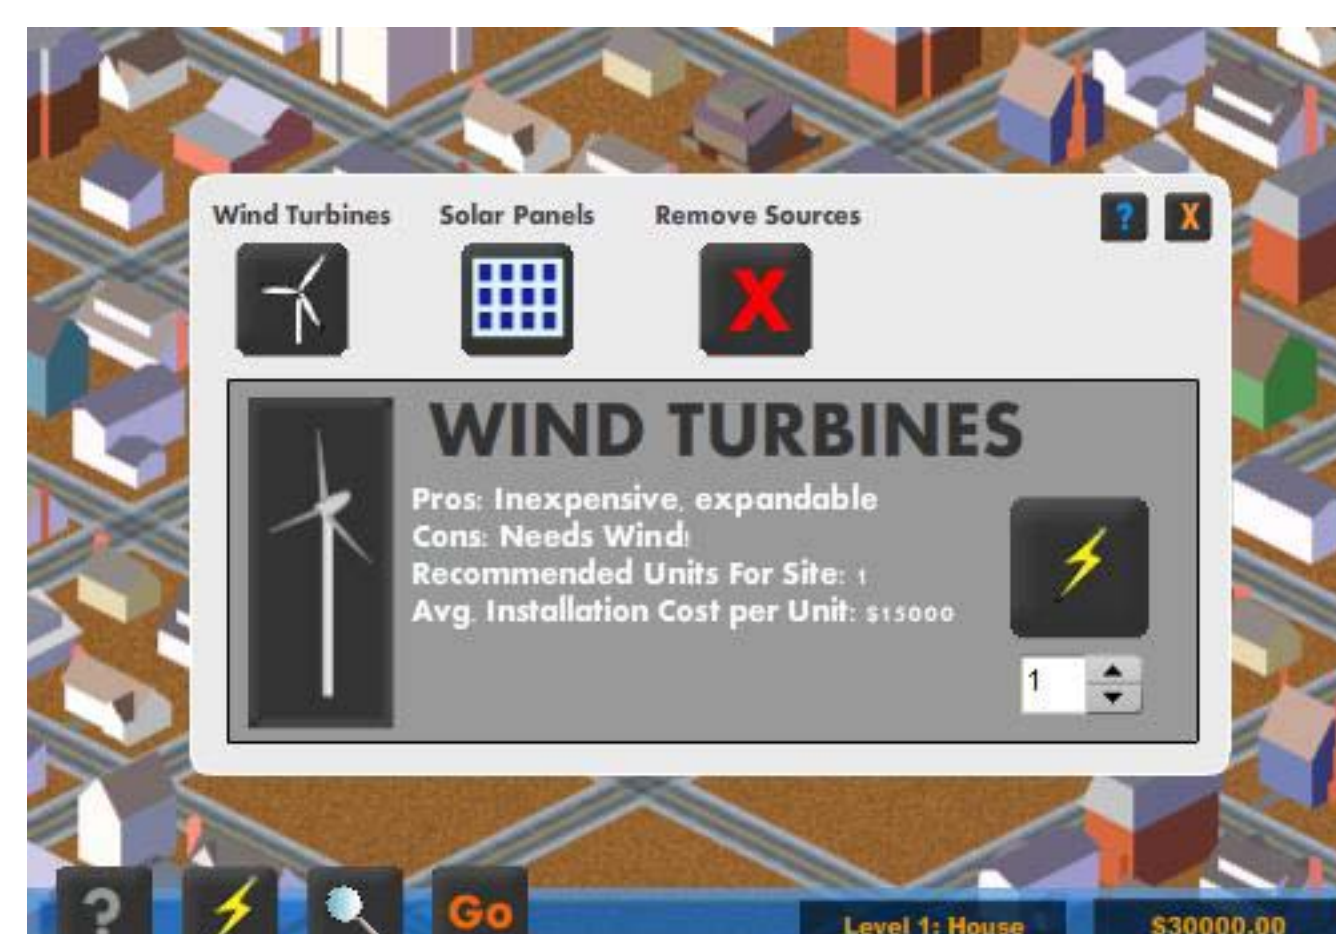 Wind Turbines Solar Panels Remove Sources
? X
X
WIND TURBINES
Pros: Inexpensive, expandable
Cons: Needs Wind!
Recommended Units For Site: 1
Avg. Installation Cost per Unit: $15000
1
? Go
Level 1: House $30000.00